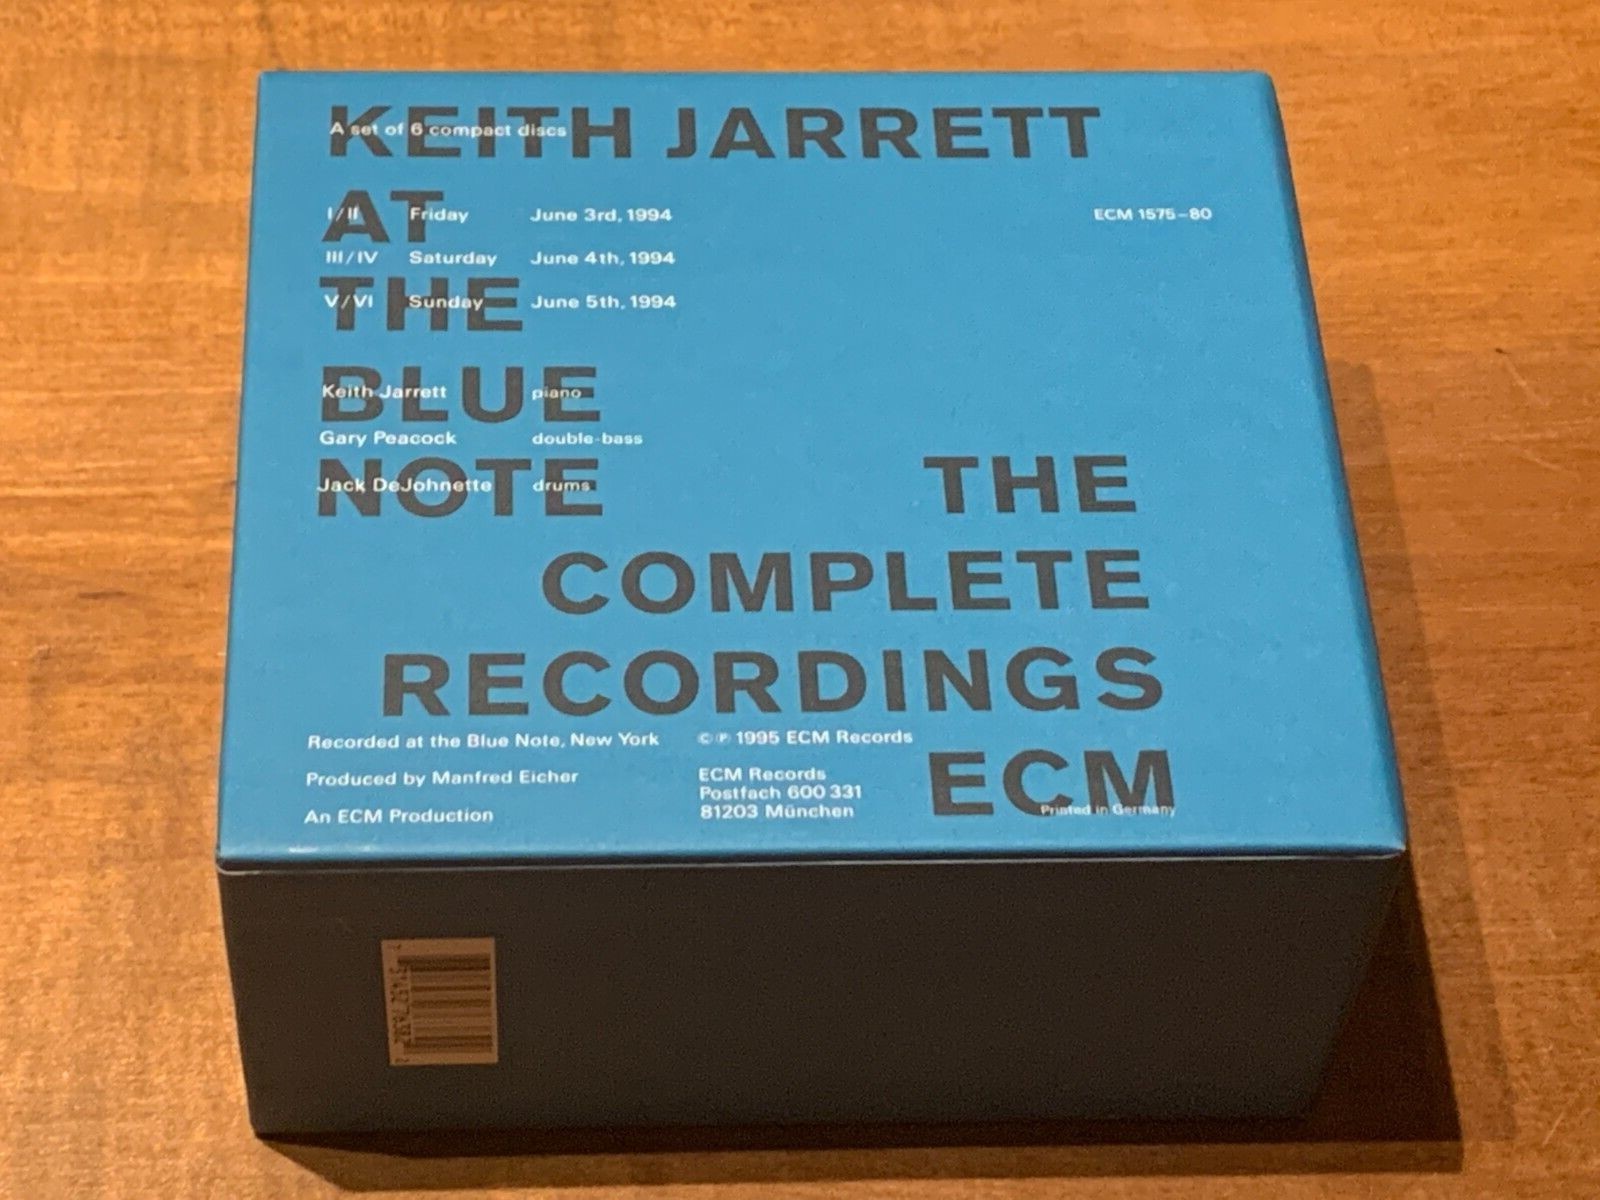 KEITH JARRETT
A set of 6 compact discs
AT
I/II Friday June 3rd, 1994 ECM 1575-80
III/IV Saturday June 4th, 1994
THE
V/VI Sunday June 5th, 1994
BLUE
Keith Jarrett piano
Gary Peacock double-bass
NOTE THE
Jack DeJohnette drums
COMPLETE
RECORDINGS
Recorded at the Blue Note, New York © ℗ 1995 ECM Records
Produced by Manfred Eicher ECM Records
Postfach 600 331
An ECM Production 81203 München
ECM
Printed in Germany